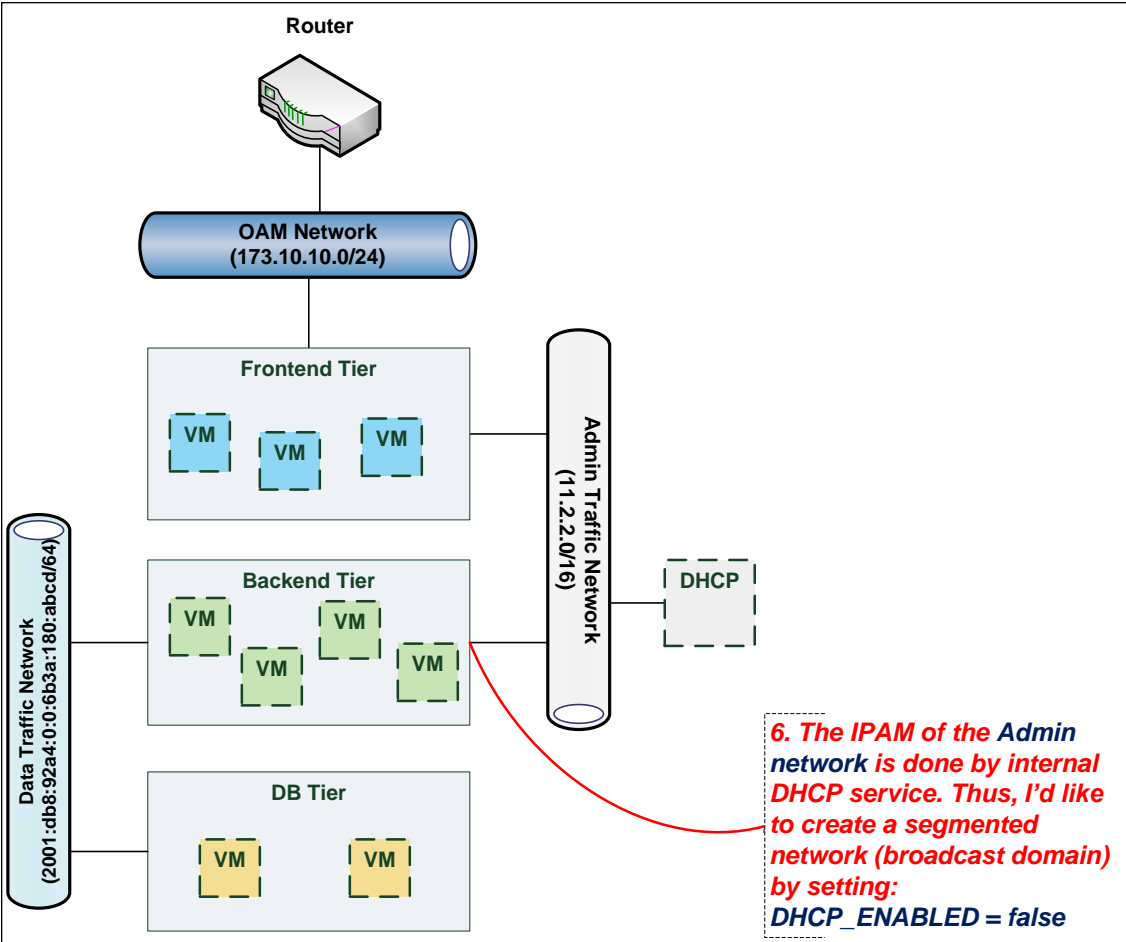 Router
OAM Network
(173.10.10.0/24)
Frontend Tier
VM
VM
VM
Admin Traffic Network
(11.2.2.0/16)
DHCP
Backend Tier
VM
VM
VM
VM
Data Traffic Network
(2001:db8:92a4:0:0:6b3a:180:abcd/64)
DB Tier
VM
VM
6. The IPAM of the Admin
network is done by internal
DHCP service. Thus, I’d like
to create a segmented
network (broadcast domain)
by setting:
DHCP_ENABLED = false